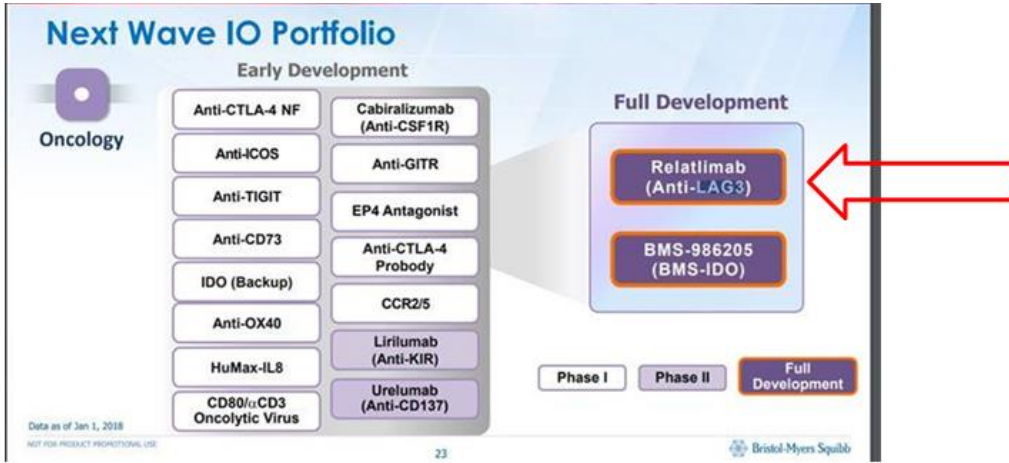 Next Wave IO Portfolio
Oncology
Early Development
Anti-CTLA-4 NF
Anti-ICOS
Anti-TIGIT
Anti-CD73
IDO (Backup)
Anti-OX40
HuMax-IL8
CD80/αCD3
Oncolytic Virus
Cabiralizumab
(Anti-CSF1R)
Anti-GITR
EP4 Antagonist
Anti-CTLA-4
Probody
CCR2/5
Lirilumab
(Anti-KIR)
Urelumab
(Anti-CD137)
Full Development
Relatlimab
(Anti-LAG3)
BMS-986205
(BMS-IDO)
Phase I
Phase II
Full
Development
Data as of Jan 1, 2018
NOT FOR PRODUCT PROMOTIONAL USE
23
Bristol-Myers Squibb